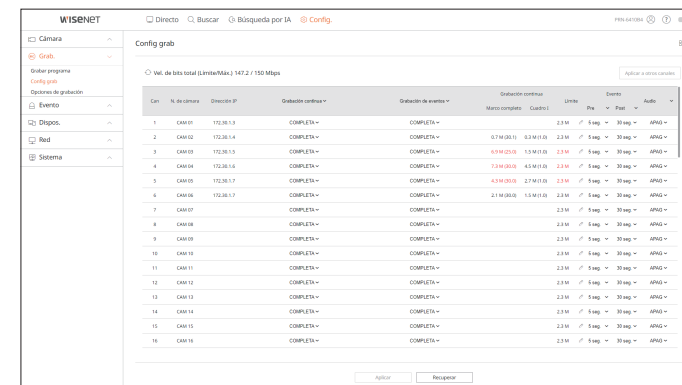 WISENET
Directo Buscar Búsqueda por IA Config.
PRN-6410B4
Cámara
Grab.
Grabar programa
Config grab
Opciones de grabación
Evento
Dispos.
Red
Sistema
Config grab
Vel. de bits total (Límite/Máx.) 147.2 / 150 Mbps
Aplicar a otros canales
Grabación continua Evento
Can N. de cámara Dirección IP Grabación continua Grabación de eventos Marco completo Cuadro I Límite Pre Post Audio
1 CAM 01 172.30.1.3 COMPLETA COMPLETA 2.3 M 5 seg. 30 seg. APAG
2 CAM 02 172.30.1.4 COMPLETA COMPLETA 0.7 M (30.1) 0.3 M (1.0) 2.3 M 5 seg. 30 seg. APAG
3 CAM 03 172.30.1.5 COMPLETA COMPLETA 6.9 M (25.0) 1.5 M (1.0) 2.3 M 5 seg. 30 seg. APAG
4 CAM 04 172.30.1.6 COMPLETA COMPLETA 7.3 M (30.0) 4.5 M (1.0) 2.3 M 5 seg. 30 seg. APAG
5 CAM 05 172.30.1.7 COMPLETA COMPLETA 4.3 M (30.0) 2.7 M (1.0) 2.3 M 5 seg. 30 seg. APAG
6 CAM 06 172.30.1.7 COMPLETA COMPLETA 2.1 M (30.0) 1.5 M (1.0) 2.3 M 5 seg. 30 seg. APAG
7 CAM 07 COMPLETA COMPLETA 2.3 M 5 seg. 30 seg. APAG
8 CAM 08 COMPLETA COMPLETA 2.3 M 5 seg. 30 seg. APAG
9 CAM 09 COMPLETA COMPLETA 2.3 M 5 seg. 30 seg. APAG
10 CAM 10 COMPLETA COMPLETA 2.3 M 5 seg. 30 seg. APAG
11 CAM 11 COMPLETA COMPLETA 2.3 M 5 seg. 30 seg. APAG
12 CAM 12 COMPLETA COMPLETA 2.3 M 5 seg. 30 seg. APAG
13 CAM 13 COMPLETA COMPLETA 2.3 M 5 seg. 30 seg. APAG
14 CAM 14 COMPLETA COMPLETA 2.3 M 5 seg. 30 seg. APAG
15 CAM 15 COMPLETA COMPLETA 2.3 M 5 seg. 30 seg. APAG
16 CAM 16 COMPLETA COMPLETA 2.3 M 5 seg. 30 seg. APAG
Aplicar Recuperar